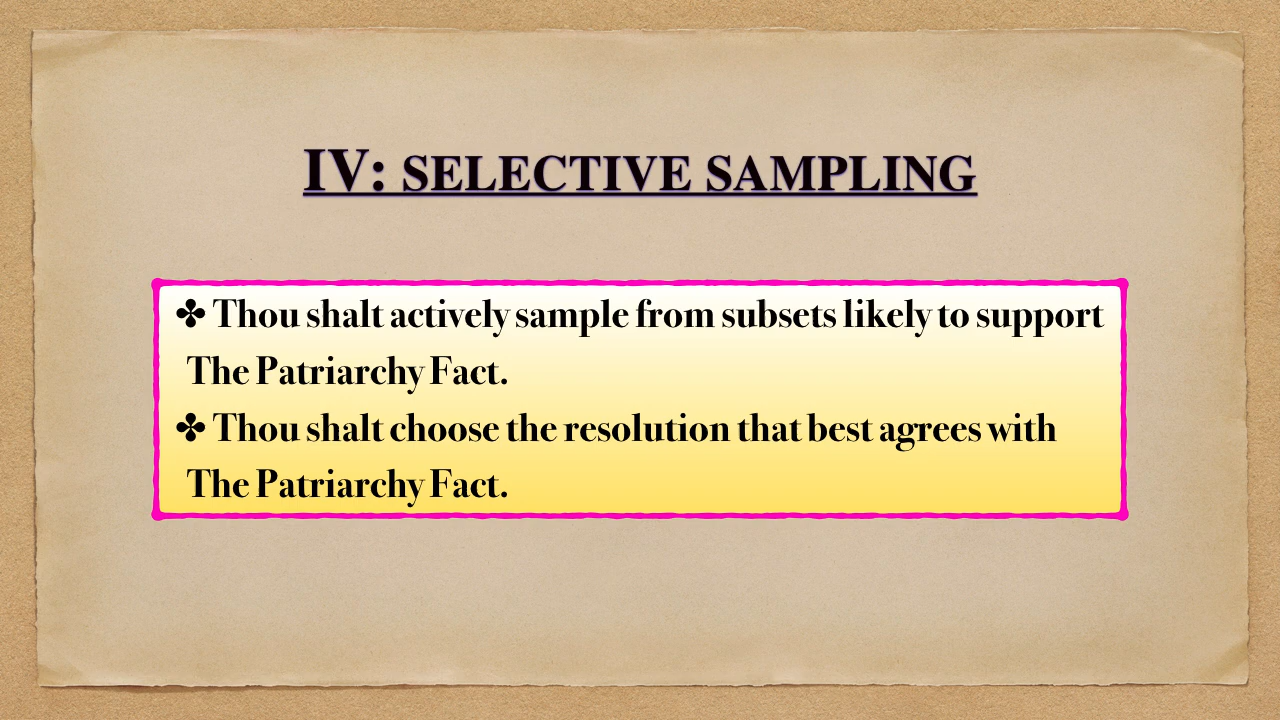 IV: SELECTIVE SAMPLING
✤ Thou shalt actively sample from subsets likely to support
The Patriarchy Fact.
✤ Thou shalt choose the resolution that best agrees with
The Patriarchy Fact.